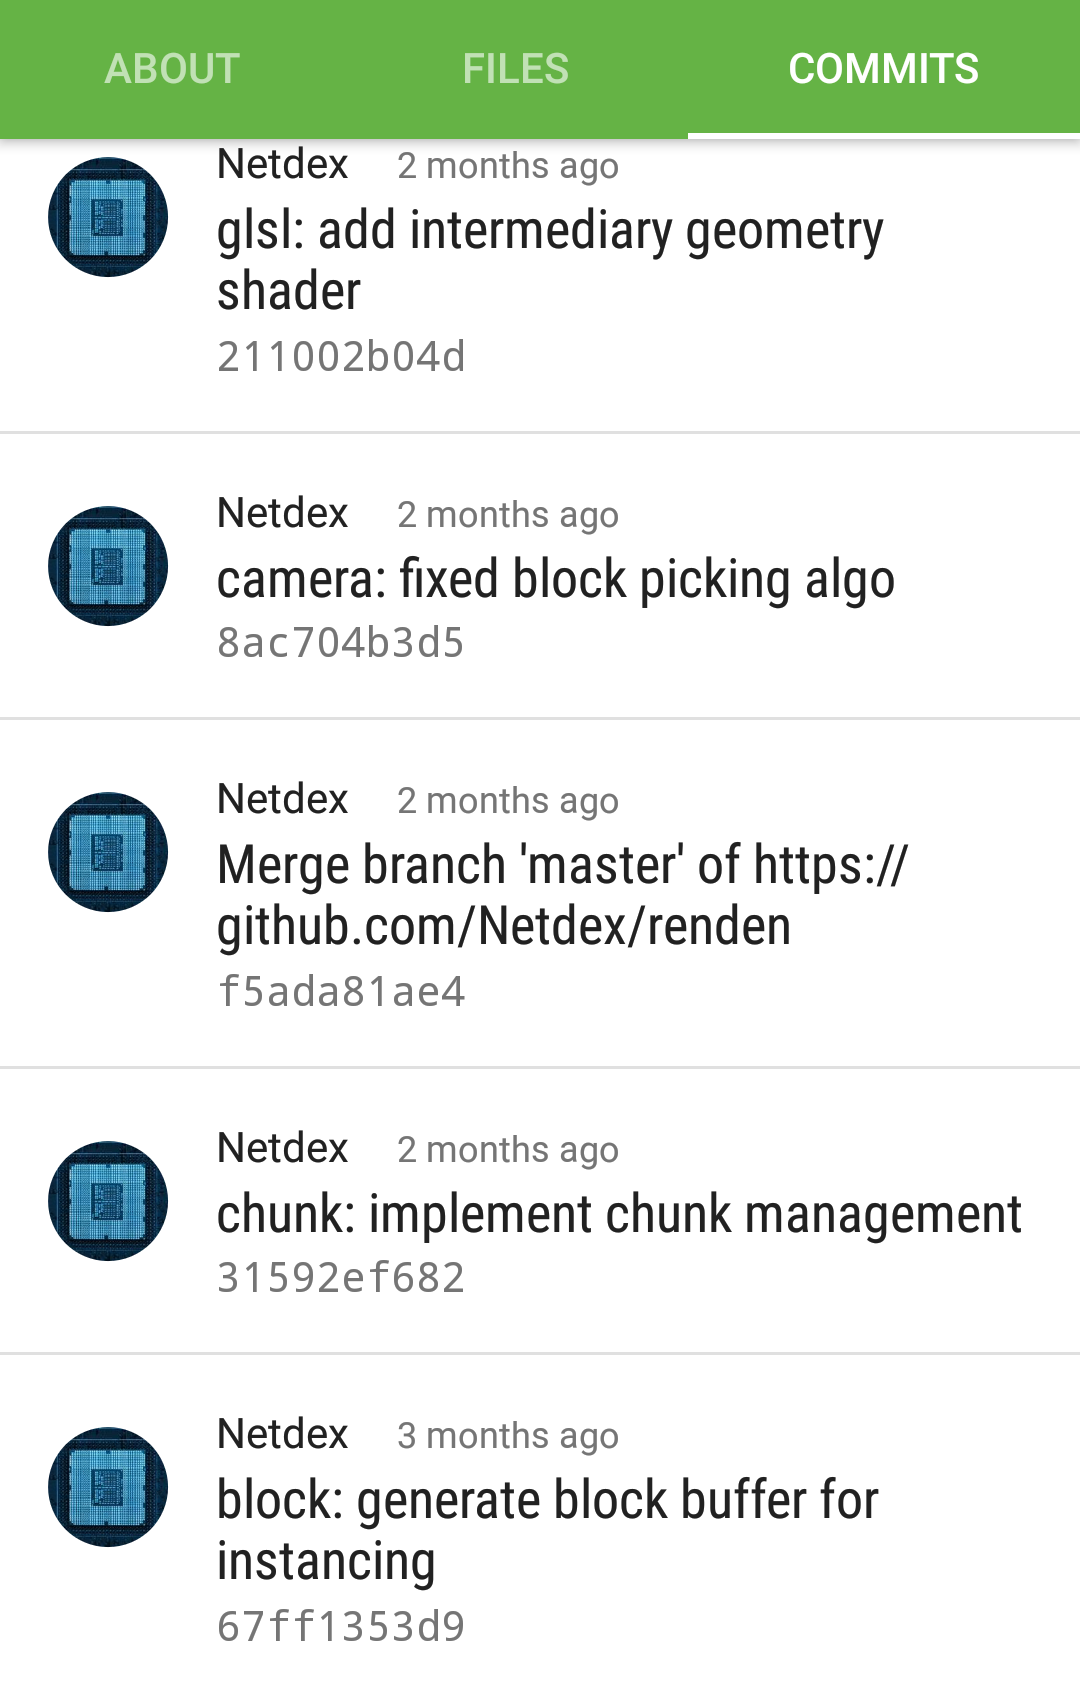 ABOUT FILES COMMITS
Netdex 2 months ago
glsl: add intermediary geometry
shader
211002b04d
Netdex 2 months ago
camera: fixed block picking algo
8ac704b3d5
Netdex 2 months ago
Merge branch 'master' of https://
github.com/Netdex/renden
f5ada81ae4
Netdex 2 months ago
chunk: implement chunk management
31592ef682
Netdex 3 months ago
block: generate block buffer for
instancing
67ff1353d9